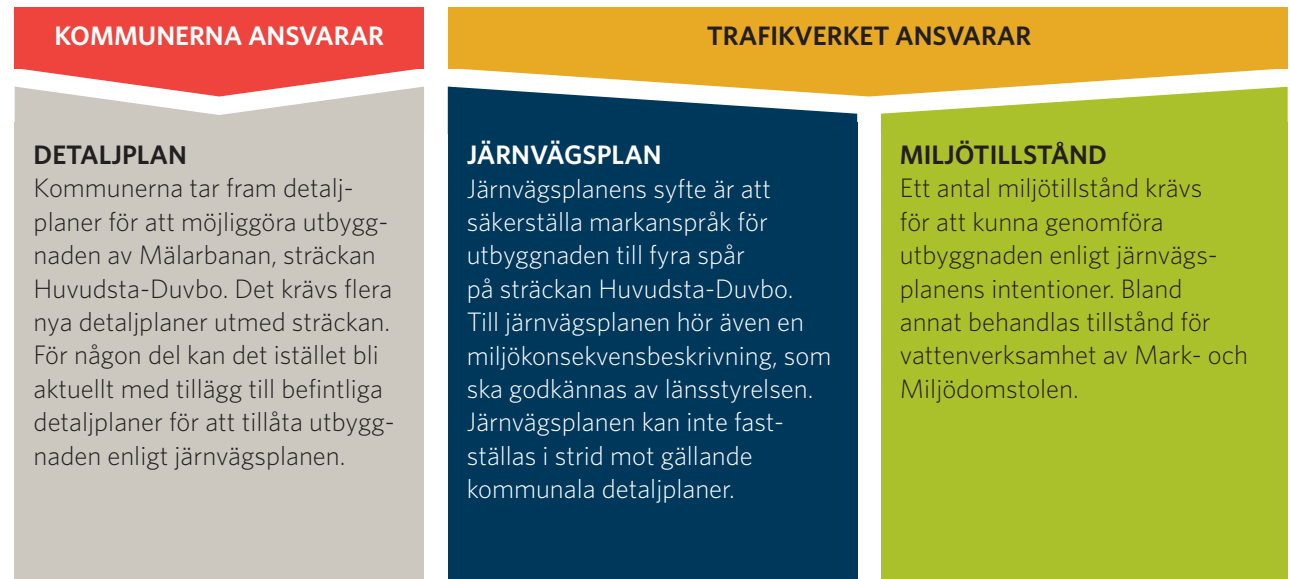 KOMMUNERNA ANSVARAR
TRAFIKVERKET ANSVARAR
DETALJPLAN
Kommunerna tar fram detalj-
planer för att möjliggöra utbygg-
naden av Mälarbanan, sträckan
Huvudsta-Duvbo. Det krävs flera
nya detaljplaner utmed sträckan.
För någon del kan det istället bli
aktuellt med tillägg till befintliga
detaljplaner för att tillåta utbygg-
naden enligt järnvägsplanen.
JÄRNVÄGSPLAN
Järnvägsplanens syfte är att
säkerställa markanspråk för
utbyggnaden till fyra spår
på sträckan Huvudsta-Duvbo.
Till järnvägsplanen hör även en
miljökonsekvensbeskrivning, som
ska godkännas av länsstyrelsen.
Järnvägsplanen kan inte fast-
ställas i strid mot gällande
kommunala detaljplaner.
MILJÖTILLSTÅND
Ett antal miljötillstånd krävs
för att kunna genomföra
utbyggnaden enligt järnvägs-
planens intentioner. Bland
annat behandlas tillstånd för
vattenverksamhet av Mark- och
Miljödomstolen.